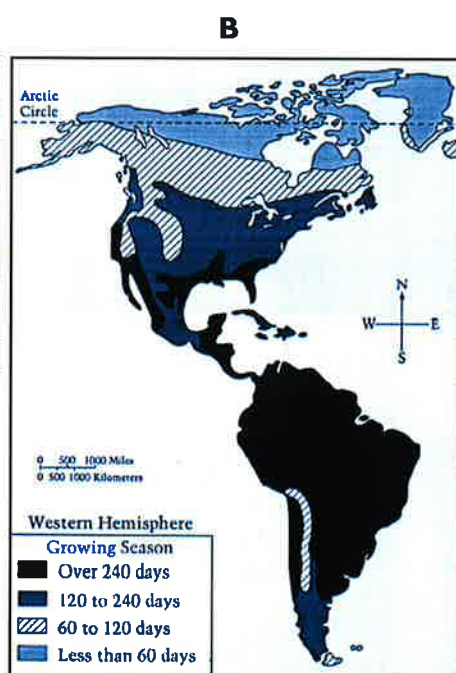 B
Arctic
Circle
N
W E
S
0 500 1000 Miles
0 500 1000 Kilometers
Western Hemisphere
Growing Season
Over 240 days
120 to 240 days
60 to 120 days
Less than 60 days